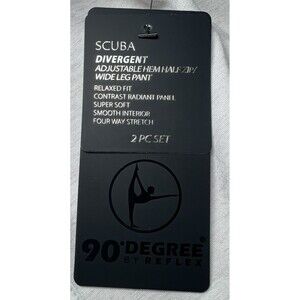 SCUBA
DIVERGENT
ADJUSTABLE HEM HALF ZIP/
WIDE LEG PANT
RELAXED FIT
CONTRAST RADIANT PANEL
SUPER SOFT
SMOOTH INTERIOR
FOUR WAY STRETCH
2 PC SET
90°DEGREE®
BY REFLEX